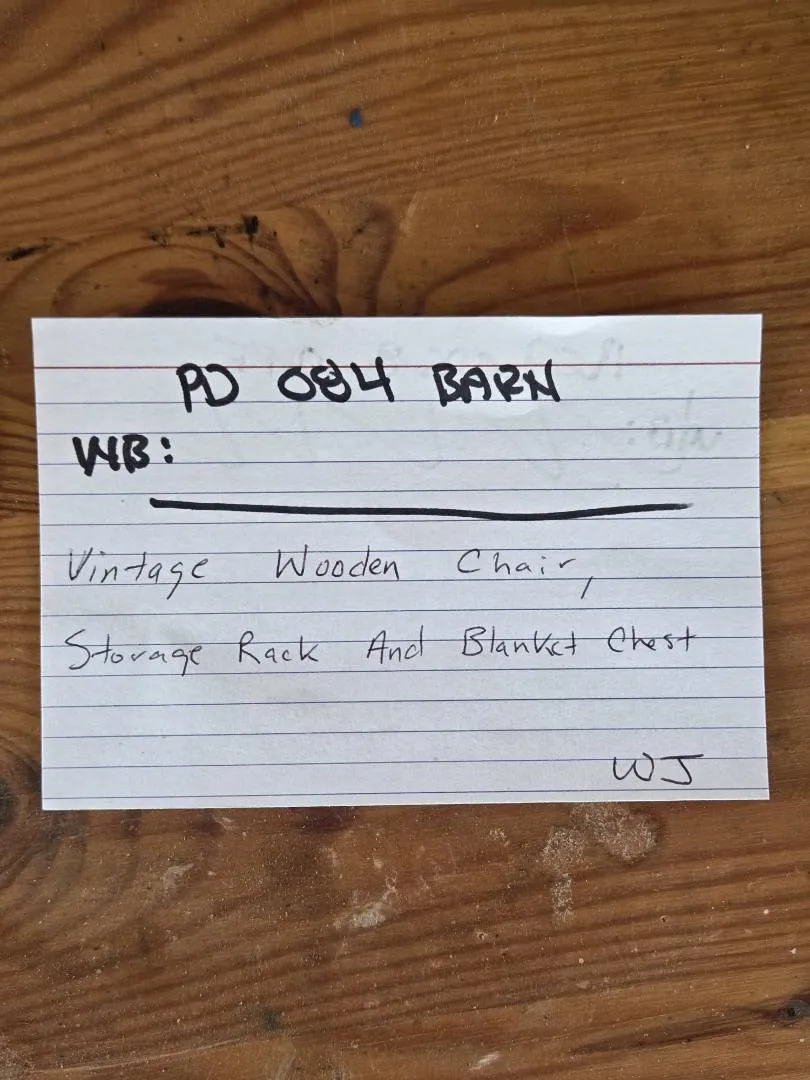 PD 084 BARN
WB:
Vintage Wooden Chair,
Storage Rack And Blanket Chest
WJ